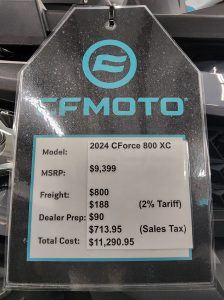 CFMOTO
Model: 2024 CForce 800 XC
MSRP: $9,399
Freight: $800
$188 (2% Tariff)
Dealer Prep: $90
$713.95 (Sales Tax)
Total Cost: $11,290.95